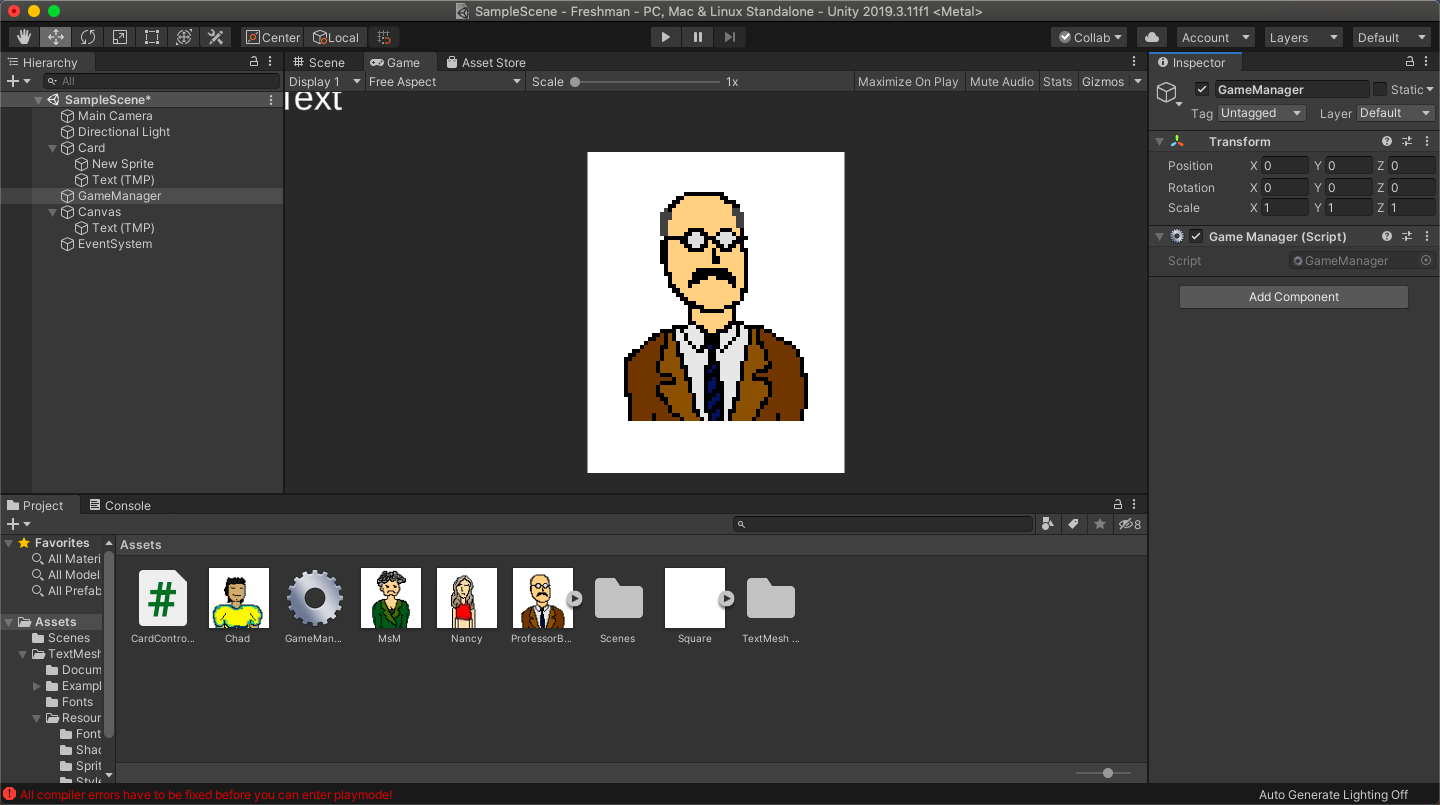 SampleScene - Freshman - PC, Mac & Linux Standalone - Unity 2019.3.11f1 <Metal>
Center Local Collab Account Layers Default
Hierarchy
All
SampleScene*
Main Camera
Directional Light
Card
New Sprite
Text (TMP)
GameManager
Canvas
Text (TMP)
EventSystem
Scene Game Asset Store
Display 1 Free Aspect Scale 1x Maximize On Play Mute Audio Stats Gizmos
Text
Inspector
GameManager Static
Tag Untagged Layer Default
Transform
Position X 0 Y 0 Z 0
Rotation X 0 Y 0 Z 0
Scale X 1 Y 1 Z 1
Game Manager (Script)
Script GameManager
Add Component
Project Console
8
Favorites
All Materi
All Model
All Prefab
Assets
Scenes
TextMesh
Docum
Exampl
Fonts
Resour
Font
Shad
Sprit
Style
Assets
#
CardContro... Chad GameMan... MsM Nancy ProfessorB... Scenes Square TextMesh ...
All compiler errors have to be fixed before you can enter playmode!
Auto Generate Lighting Off